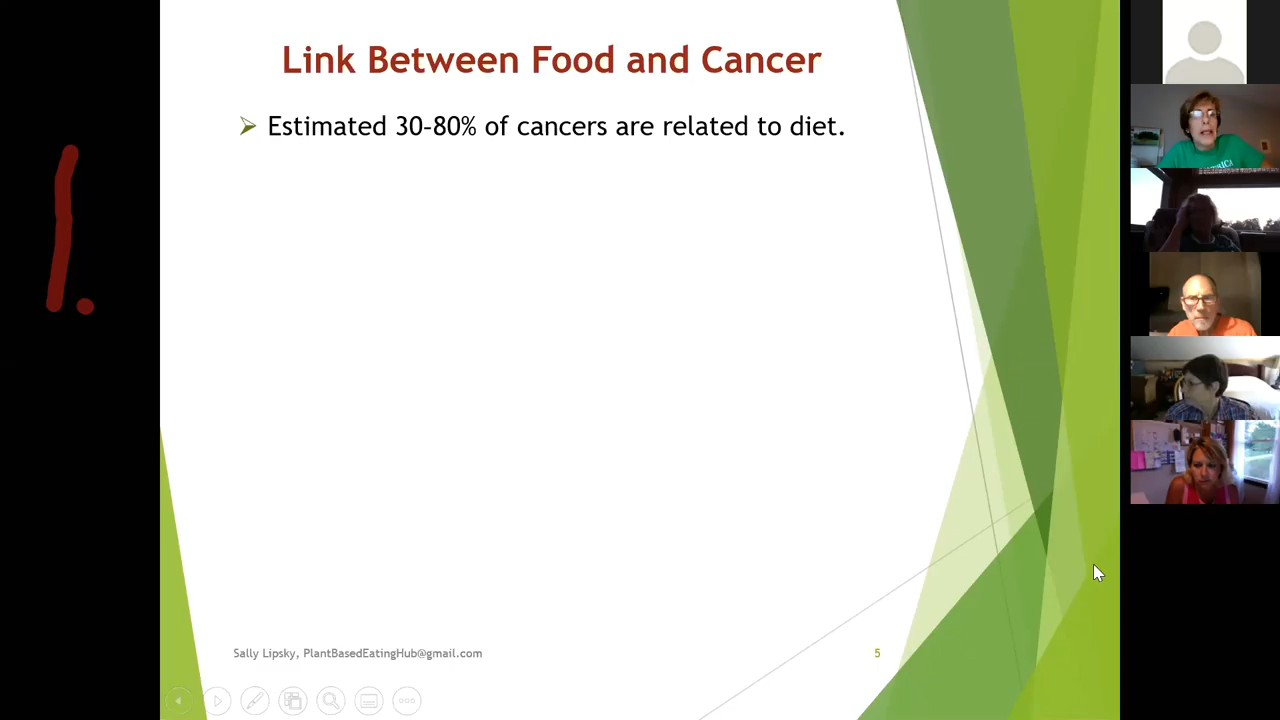 Link Between Food and Cancer
1.
Estimated 30-80% of cancers are related to diet.
Sally Lipsky, PlantBasedEatingHub@gmail.com
5